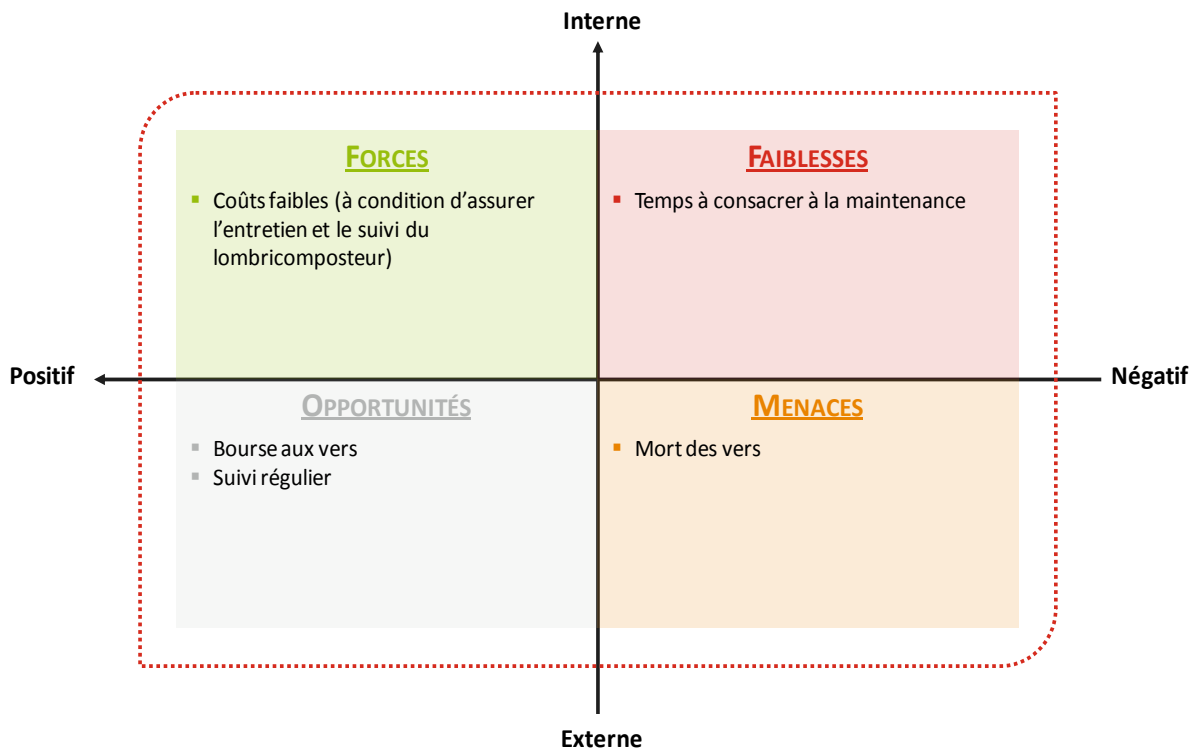 Interne
FORCES
▪ Coûts faibles (à condition d’assurer
l’entretien et le suivi du
lombricomposteur)
FAIBLESSES
▪ Temps à consacrer à la maintenance
Positif
Négatif
OPPORTUNITÉS
▪ Bourse aux vers
▪ Suivi régulier
MENACES
▪ Mort des vers
Externe